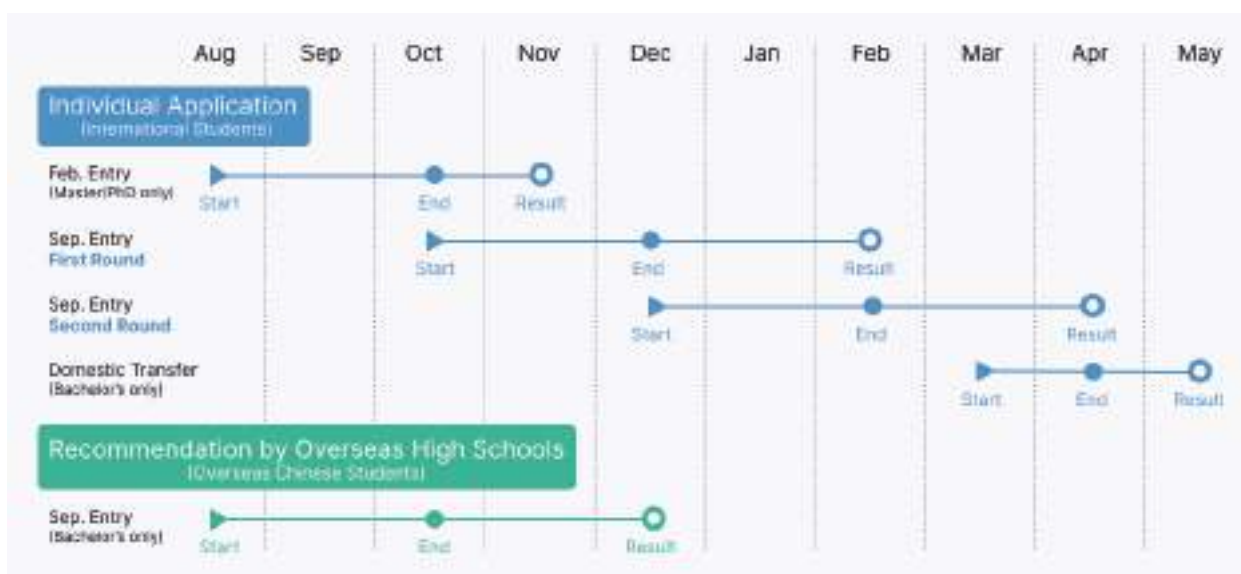 Aug Sep Oct Nov Dec Jan Feb Mar Apr May
Individual Application
(International Students)
Feb. Entry
(Master/PhD only)
Start End Result
Sep. Entry
First Round
Start End Result
Sep. Entry
Second Round
Start End Result
Domestic Transfer
(Bachelor's only)
Start End Result
Recommendation by Overseas High Schools
(Overseas Chinese Students)
Sep. Entry
(Bachelor's only)
Start End Result